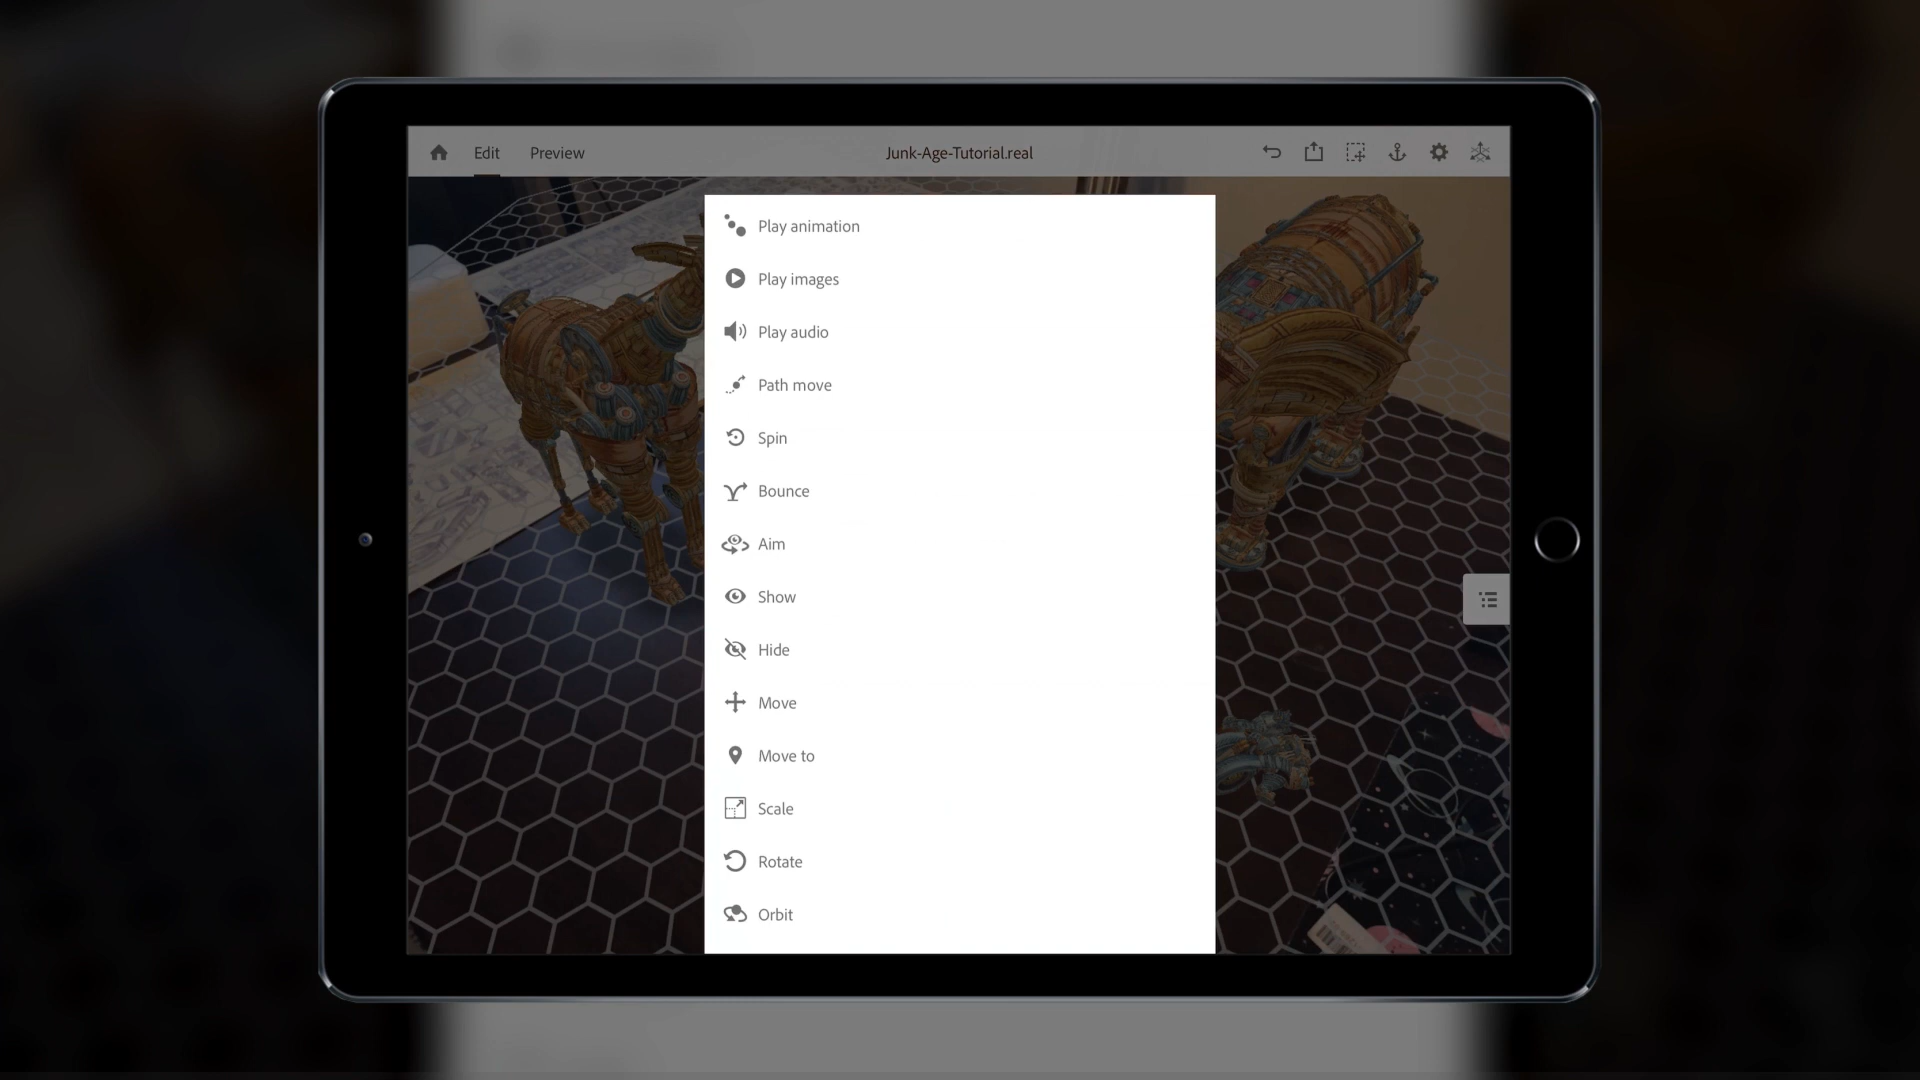 Edit Preview Junk-Age-Tutorial.real
Play animation
Play images
Play audio
Path move
Spin
Bounce
Aim
Show
Hide
Move
Move to
Scale
Rotate
Orbit